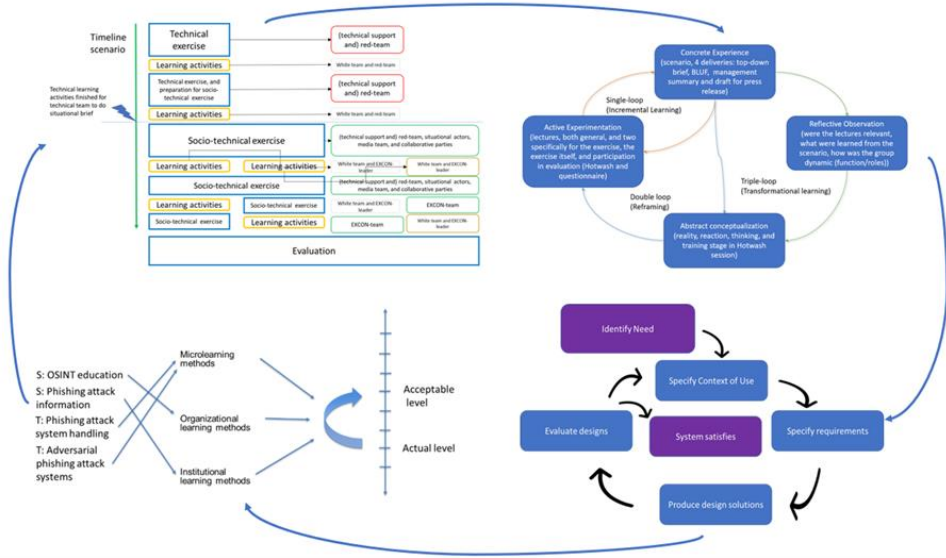 Timeline
scenario
Technical learning
activities finished for
technical team to do
situational brief
Technical
exercise
(technical support
and) red-team
Learning activities
White-team and red-team
Technical exercise, and
preparation for socio-
technical exercise
(technical support
and) red-team
Learning activities
White-team and red-team
Socio-technical exercise
(technical support and) red-team, situational actors,
media team, and collaborative parties
Learning activities
Learning activities
White-team and EXCON-
leader
White-team and EXCON-
leader
Socio-technical exercise
(technical support and) red-team, situational actors,
media team, and collaborative parties
Learning activities
Socio-technical exercise
White-team and EXCON-
leader
EXCON-team
Socio-technical exercise
Learning activities
EXCON-team
White-team and EXCON-
leader
Evaluation
Concrete Experience
(scenario, 4 deliveries: top-down
brief, BLUF, management
summary and draft for press
release)
Single-loop
(Incremental Learning)
Active Experimentation
(lectures, both general, and two
specifically for the exercise, the
exercise itself, and participation
in evaluation (Hotwash and
questionnaire)
Reflective Observation
(were the lectures relevant,
what were learned from the
scenario, how was the group
dynamic (function/roles))
Triple-loop
(Transformational learning)
Double loop
(Reframing)
Abstract conceptualization
(reality, reaction, thinking, and
training stage in Hotwash
session)
S: OSINT education
S: Phishing attack
information
T: Phishing attack
system handling
T: Adversarial
phishing attack
systems
Microlearning
methods
Organizational
learning methods
Institutional
learning methods
Acceptable
level
Actual level
Identify Need
Specify Context of Use
Evaluate designs
System satisfies
Specify requirements
Produce design solutions